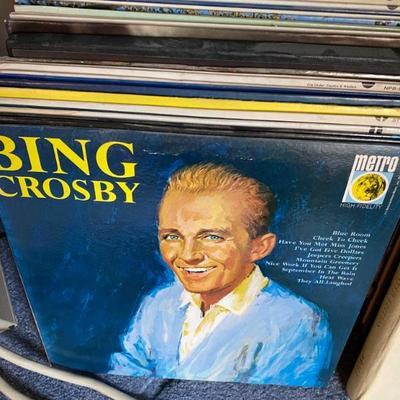 BING
CROSBY
metro
HIGH FIDELITY
Blue Room
Cheek To Cheek
Have You Met Miss Jones
I've Got Five Dollars
Jeepers Creepers
Mountain Greenery
Nice Work If You Can Get It
September In The Rain
Heat Wave
They All Laughed